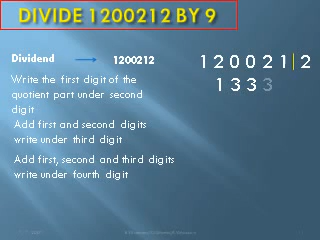 DIVIDE 1200212 BY 9
Dividend 1200212
1 2 0 0 2 1 | 2
1 3 3 3
Write the first digit of the
quotient part under second
digit
Add first and second digits
write under third digit
Add first, second and third digits
write under fourth digit